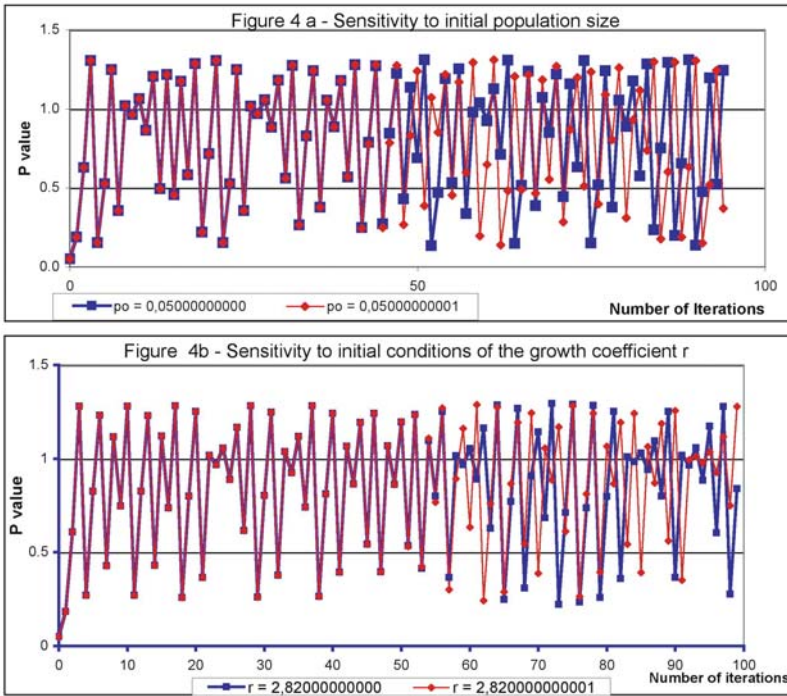 Figure 4 a - Sensitivity to initial population size
1.5
1.0
0.5
0.0
P value
0
50
100
po = 0,05000000000
po = 0,05000000001
Number of Iterations
Figure 4b - Sensitivity to initial conditions of the growth coefficient r
1.5
1
0.5
0
P value
0 10 20 30 40 50 60 70 80 90 100
Number of iterations
r = 2,82000000000
r = 2,820000000001